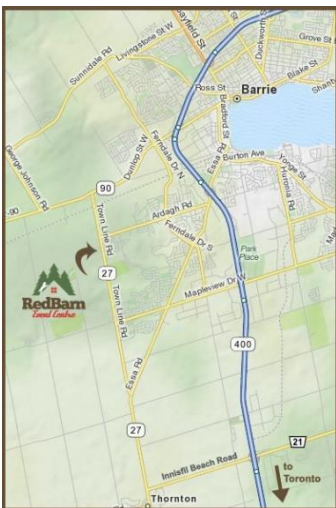 Bayfield St
Duckworth St
Livingstone St W
Grove St
Sunnidale Rd
Blake St
Ross St
Barrie
Bradford St
Dunlop St W
Ferndale Dr N
Essa Rd
Burton Ave
Yonge St
Huronia Rd
George Johnson Rd
90
Ardagh Rd
Ferndale Dr S
Town Line Rd
Park
Place
27
RedBarn
Event Centre
Town Line Rd
Mapleview Dr W
400
Essa Rd
27
21
Innisfil Beach Road
to
Toronto
Thornton